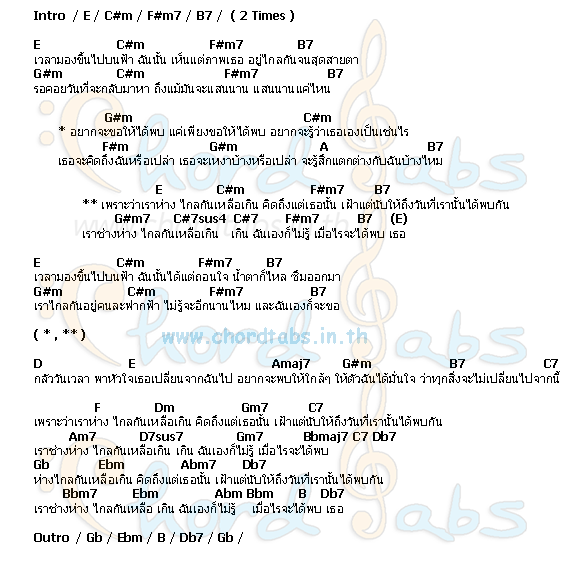 Intro / E / C#m / F#m7 / B7 / ( 2 Times )
E C#m F#m7 B7
เวลามองขึ้นไปบนฟ้า ฉันนั้น เห็นแต่ภาพเธอ อยู่ไกลกันจนสุดสายตา
G#m C#m F#m7 B7
รอคอยวันที่จะกลับมาหา ถึงแม้มันจะแสนนาน แสนนานแค่ไหน
G#m C#m
* อยากจะขอให้ได้พบ แค่เพียงขอให้ได้พบ อยากจะรู้ว่าเธอเองเป็นเช่นไร
F#m G#m A B7
เธอจะคิดถึงฉันหรือเปล่า เธอจะเหงาบ้างหรือเปล่า จะรู้สึกแตกต่างกับฉันบ้างไหม
E C#m F#m7 B7
** เพราะว่าเราห่าง ไกลกันเหลือเกิน คิดถึงแต่เธอนั้น เฝ้าแต่นับให้ถึงวันที่เรานั้นได้พบกัน
G#m7 C#7sus4 C#7 F#m7 B7 (E)
เราช่างห่าง ไกลกันเหลือเกิน เกิน ฉันเองก็ไม่รู้ เมื่อไรจะได้พบ เธอ
E C#m F#m7 B7
เวลามองขึ้นไปบนฟ้า ฉันนั้นได้แต่ถอนใจ น้ำตาก็ไหล ซึมออกมา
G#m C#m F#m7 B7
เราไกลกันอยู่คนละฟากฟ้า ไม่รู้จะอีกนานไหม และฉันเองก็จะขอ
( * , ** )
www.chordtabs.in.th
D E Amaj7 G#m B7 C7
กลัววันเวลา พาหัวใจเธอเปลี่ยนจากฉันไป อยากจะพบให้ใกล้ๆ ให้ตัวฉันได้มั่นใจ ว่าทุกสิ่งจะไม่เปลี่ยนไปจากนี้
F Dm Gm7 C7
เพราะว่าเราห่าง ไกลกันเหลือเกิน คิดถึงแต่เธอนั้น เฝ้าแต่นับให้ถึงวันที่เรานั้นได้พบกัน
Am7 D7sus7 Gm7 Bbmaj7 C7 Db7
เราช่างห่าง ไกลกันเหลือเกิน เกิน ฉันเองก็ไม่รู้ เมื่อไรจะได้พบ
Gb Ebm Abm7 Db7
ห่างไกลกันเหลือเกิน คิดถึงแต่เธอนั้น เฝ้าแต่นับให้ถึงวันที่เรานั้นได้พบกัน
Bbm7 Ebm Abm Bbm B Db7
เราช่างห่าง ไกลกันเหลือ เกิน ฉันเองก็ไม่รู้ เมื่อไรจะได้พบ เธอ
Outro / Gb / Ebm / B / Db7 / Gb /